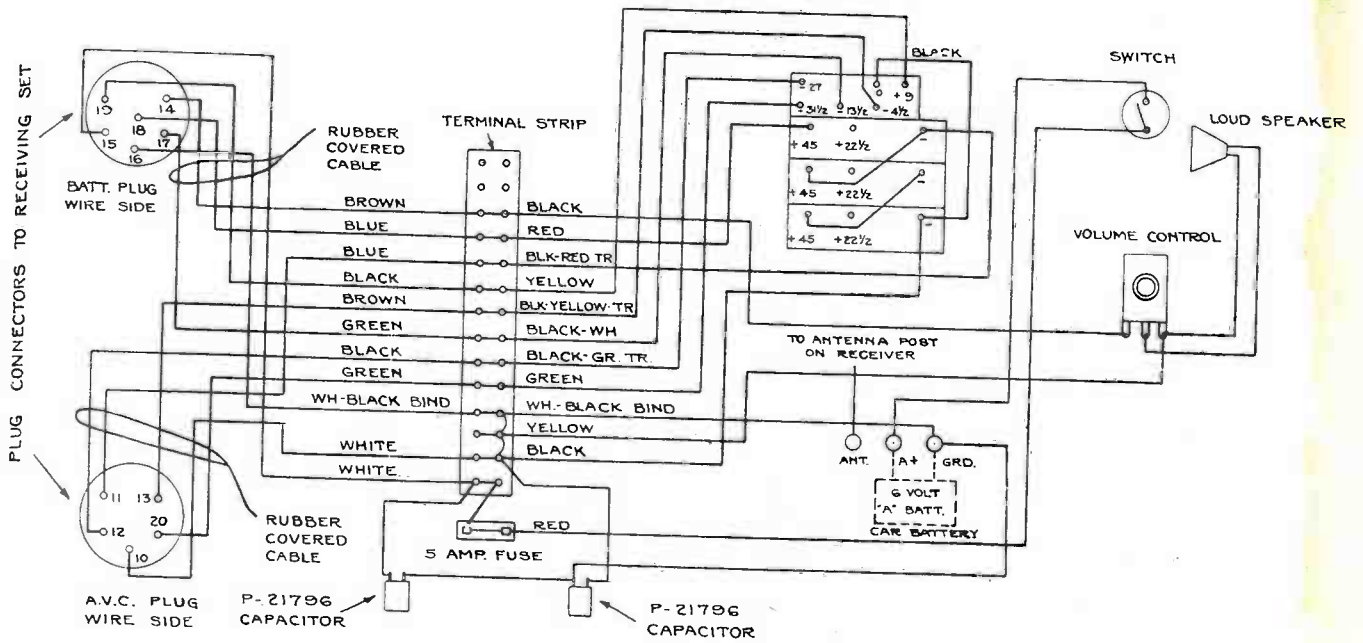 PLUG CONNECTORS TO RECEIVING SET
19
14
18
15
17
16
BATT. PLUG
WIRE SIDE
RUBBER
COVERED
CABLE
TERMINAL STRIP
BROWN
BLUE
BLUE
BLACK
BROWN
GREEN
BLACK
GREEN
WH-BLACK BIND
WHITE
WHITE
BLACK
RED
BLK-RED TR
YELLOW
BLK-YELLOW-TR
BLACK-WH
BLACK-GR. TR.
GREEN
WH.-BLACK BIND
YELLOW
BLACK
BLACK
- 27
+ 9
- 31½
- 13½
- 4½
+ 45
+22½
-
+ 45
+22½
-
+ 45
+22½
-
SWITCH
LOUD SPEAKER
VOLUME CONTROL
TO ANTENNA POST
ON RECEIVER
ANT.
A+
GRD.
6 VOLT
"A" BATT.
CAR BATTERY
11
13
12
20
10
A.V.C. PLUG
WIRE SIDE
RUBBER
COVERED
CABLE
RED
5 AMP. FUSE
P-21796
CAPACITOR
P-21796
CAPACITOR